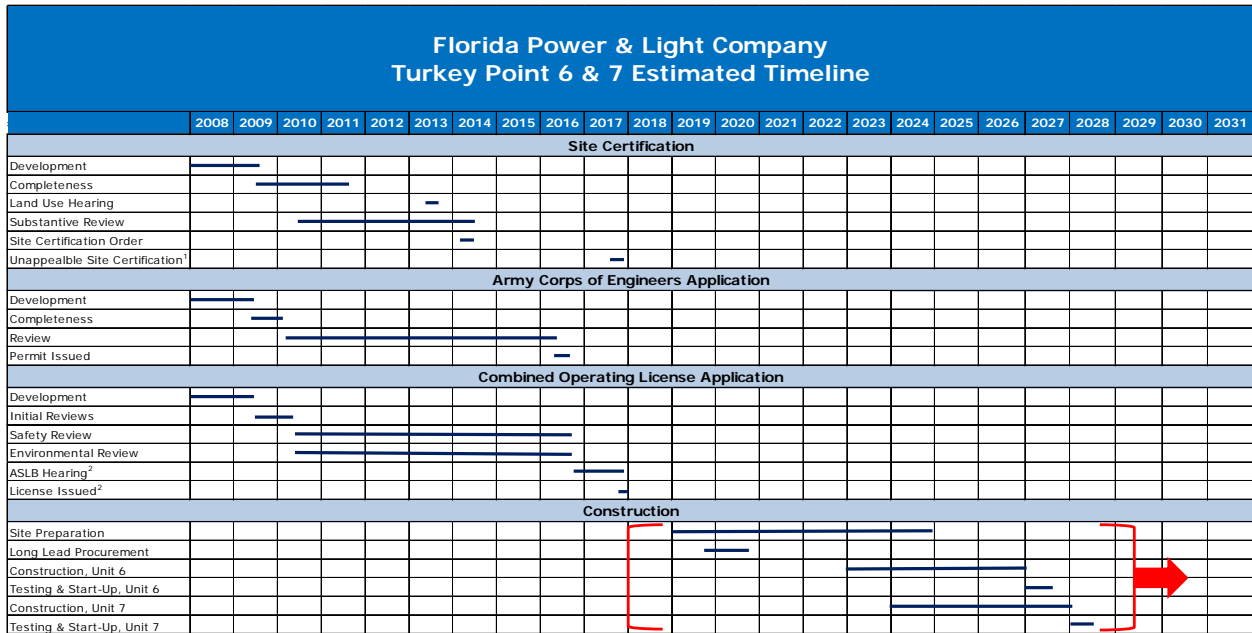 Florida Power & Light Company
Turkey Point 6 & 7 Estimated Timeline
2008 2009 2010 2011 2012 2013 2014 2015 2016 2017 2018 2019 2020 2021 2022 2023 2024 2025 2026 2027 2028 2029 2030 2031
Site Certification
Development
Completeness
Land Use Hearing
Substantive Review
Site Certification Order
Unappealble Site Certification¹
Army Corps of Engineers Application
Development
Completeness
Review
Permit Issued
Combined Operating License Application
Development
Initial Reviews
Safety Review
Environmental Review
ASLB Hearing²
License Issued²
Construction
Site Preparation
Long Lead Procurement
Construction, Unit 6
Testing & Start-Up, Unit 6
Construction, Unit 7
Testing & Start-Up, Unit 7